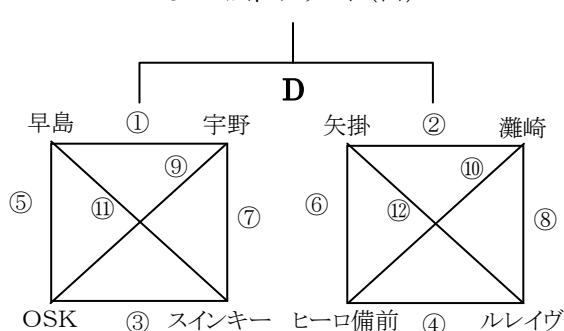 D
早島 ① 宇野 矢掛 ② 灘崎
⑨ ⑩
⑤ ⑪ ⑦ ⑥ ⑫ ⑧
OSK ③ スインキー ヒーロ備前 ④ ルレイヴ